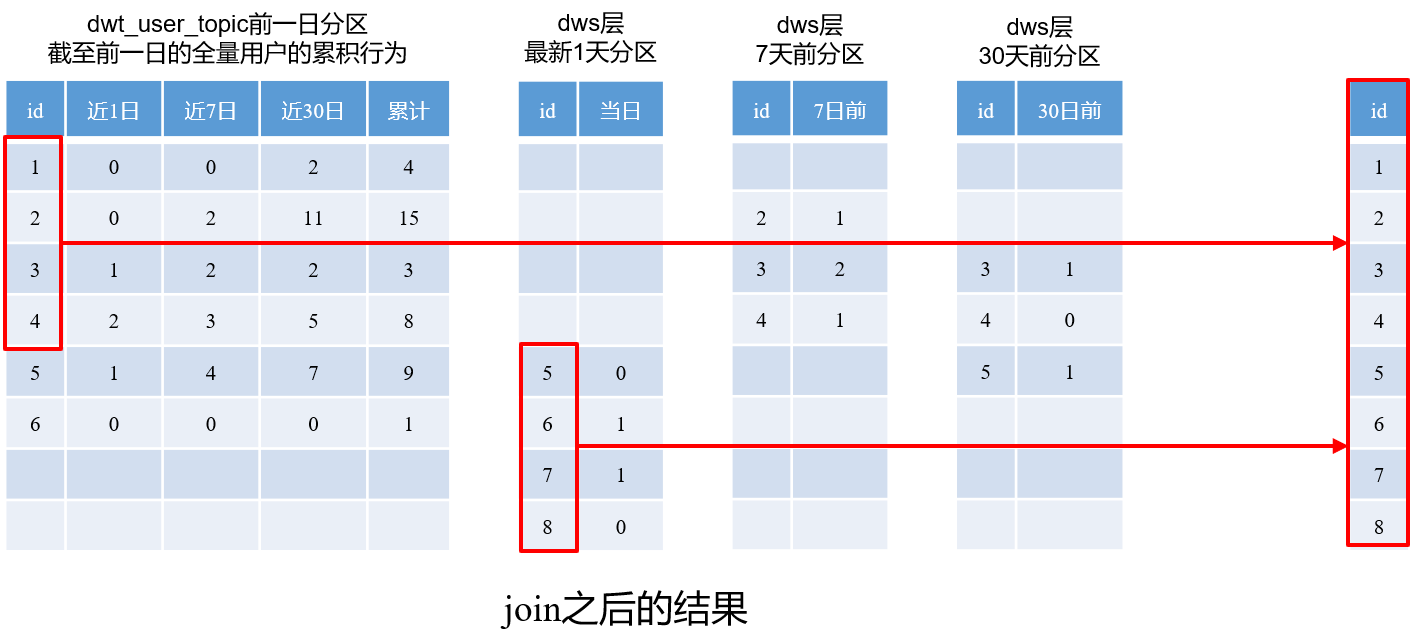 dwt_user_topic前一日分区
截至前一日的全量用户的累积行为
dws层
最新1天分区
dws层
7天前分区
dws层
30天前分区
id 近1日 近7日 近30日 累计 id 当日 id 7日前 id 30日前 id
1 0 0 2 4 1
2 0 2 11 15 2 1 2
3 1 2 2 3 3 2 3 1 3
4 2 3 5 8 4 1 4 0 4
5 1 4 7 9 5 0 5 1 5
6 0 0 0 1 6 1 6
7 1 7
8 0 8
join之后的结果